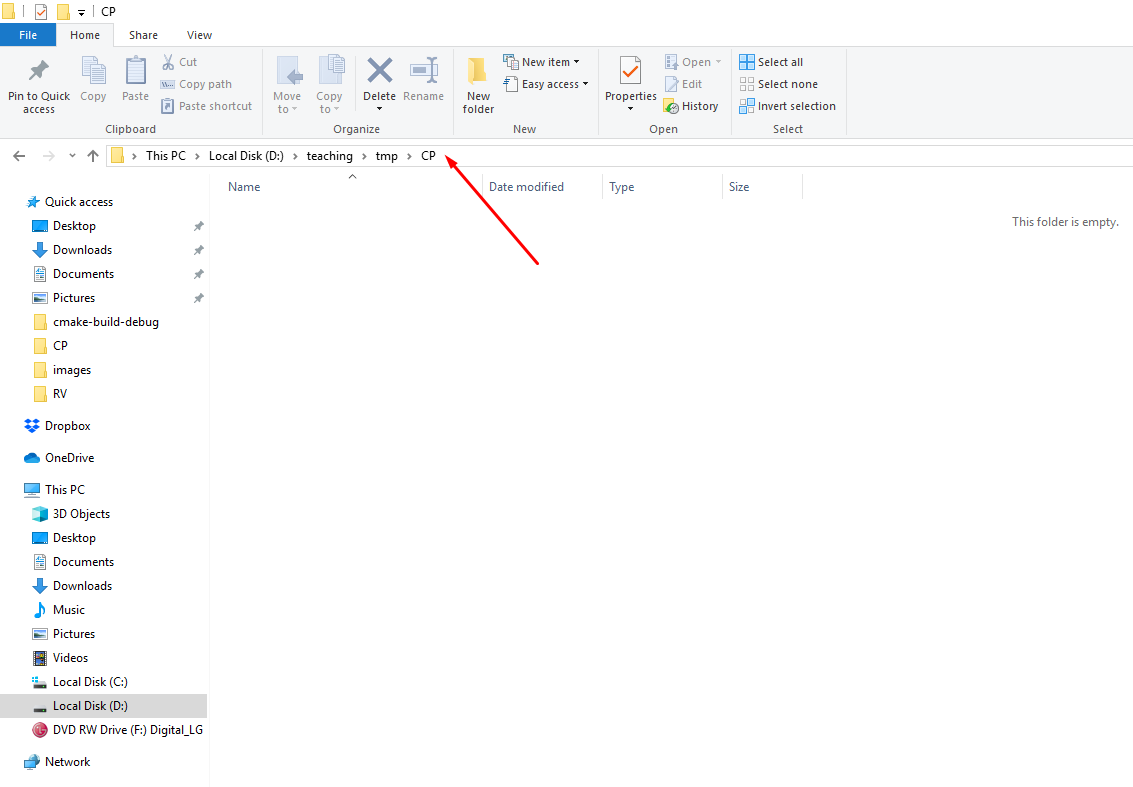 CP
File Home Share View
Pin to Quick access
Copy
Paste
Cut
Copy path
Paste shortcut
Clipboard
Move to
Copy to
Delete
Rename
Organize
New folder
New item
Easy access
New
Properties
Open
Edit
History
Open
Select all
Select none
Invert selection
Select
This PC > Local Disk (D:) > teaching > tmp > CP
Name Date modified Type Size
This folder is empty.
Quick access
Desktop
Downloads
Documents
Pictures
cmake-build-debug
CP
images
RV
Dropbox
OneDrive
This PC
3D Objects
Desktop
Documents
Downloads
Music
Pictures
Videos
Local Disk (C:)
Local Disk (D:)
DVD RW Drive (F:) Digital_LG
Network